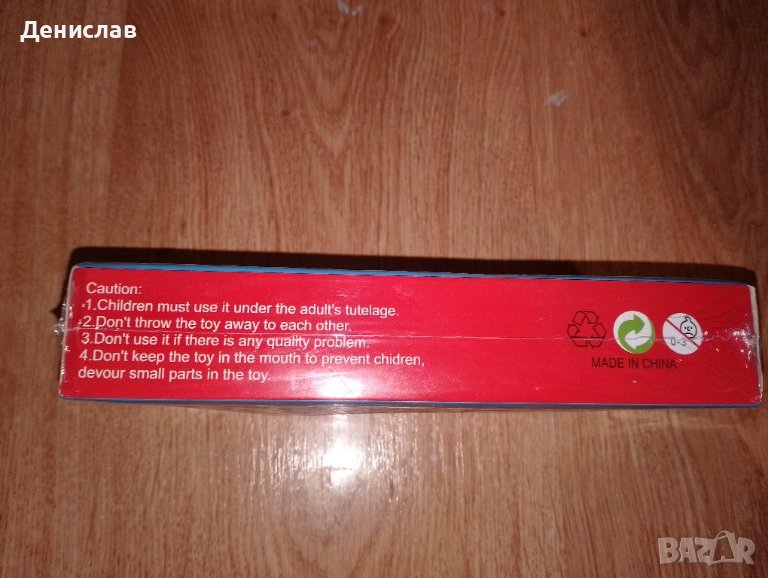 Денислав
Caution:
1.Children must use it under the adult's tutelage.
2.Don't throw the toy away to each other.
3.Don't use it if there is any quality problem.
4.Don't keep the toy in the mouth to prevent chidren,
devour small parts in the toy.
0-3
MADE IN CHINA
BAZAR